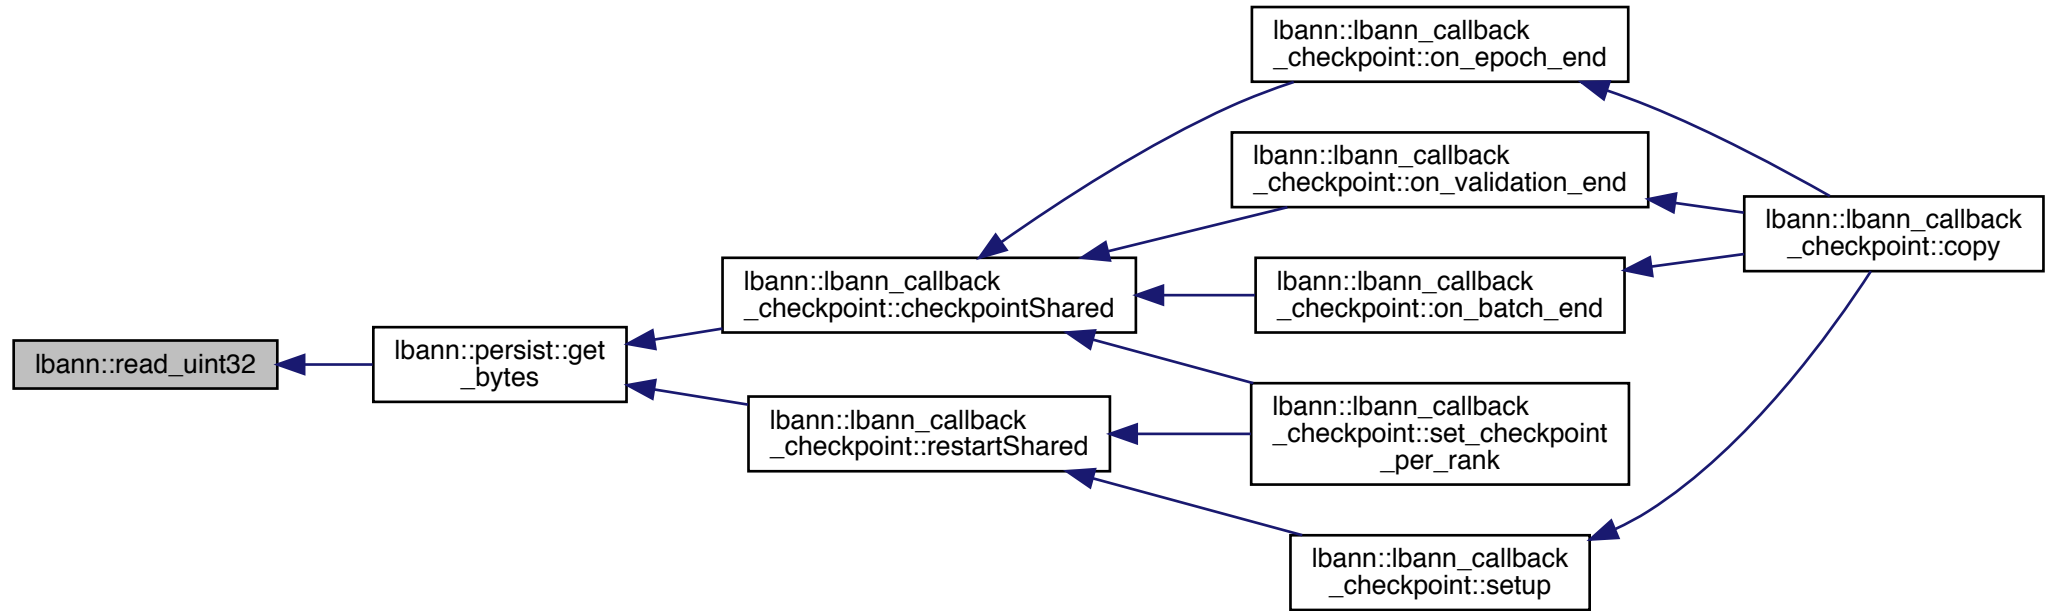 lbann::read_uint32
lbann::persist::get
_bytes
lbann::lbann_callback
_checkpoint::checkpointShared
lbann::lbann_callback
_checkpoint::restartShared
lbann::lbann_callback
_checkpoint::on_epoch_end
lbann::lbann_callback
_checkpoint::on_validation_end
lbann::lbann_callback
_checkpoint::on_batch_end
lbann::lbann_callback
_checkpoint::set_checkpoint
_per_rank
lbann::lbann_callback
_checkpoint::setup
lbann::lbann_callback
_checkpoint::copy